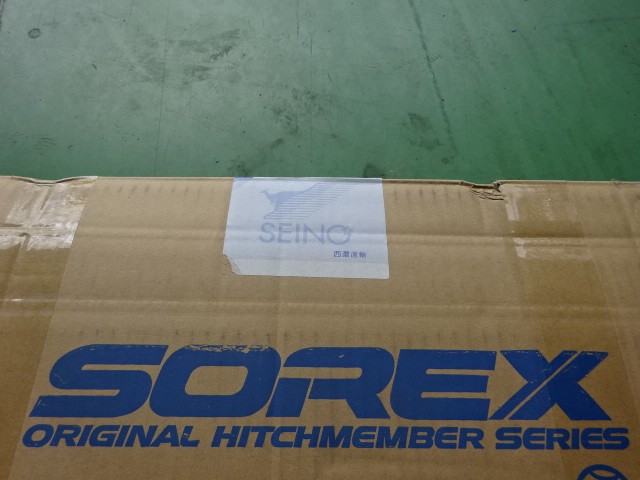 SEINO
西濃運輸
SOREX
ORIGINAL HITCHMEMBER SERIES